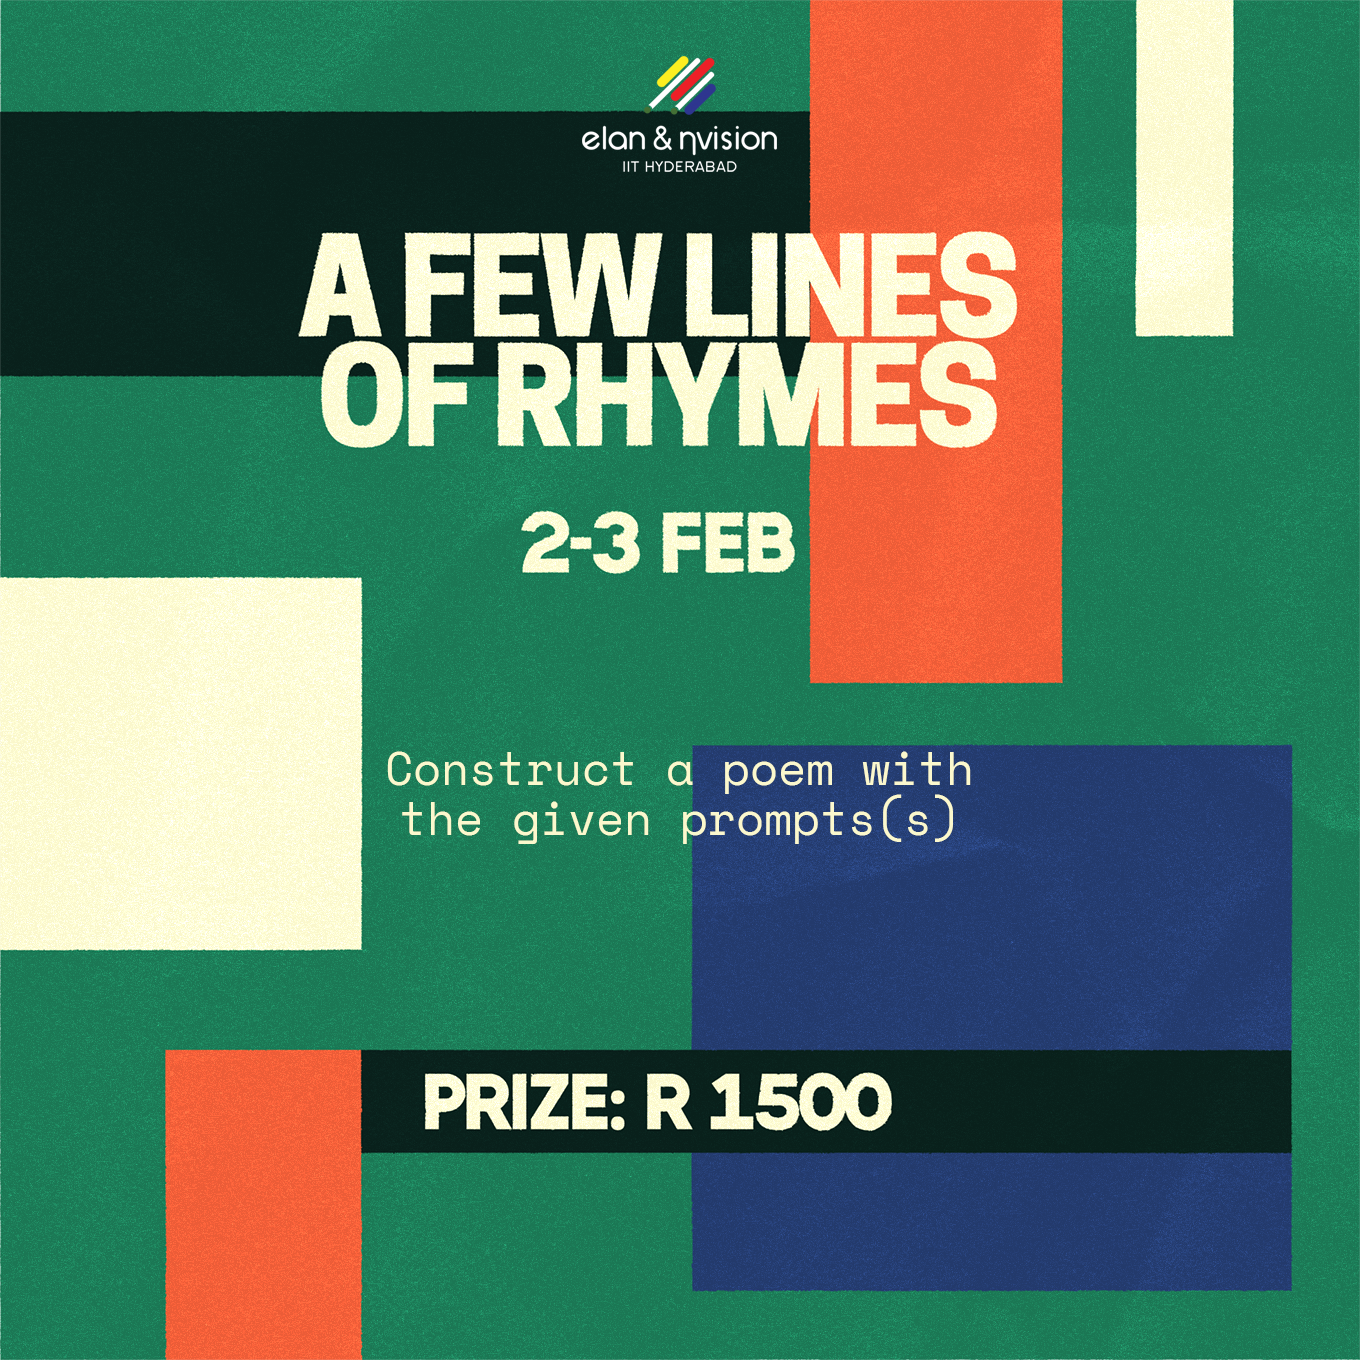 elan & ηvision
IIT HYDERABAD
A FEW LINES
OF RHYMES
2-3 FEB
Construct a poem with
the given prompts(s)
PRIZE: R 1500